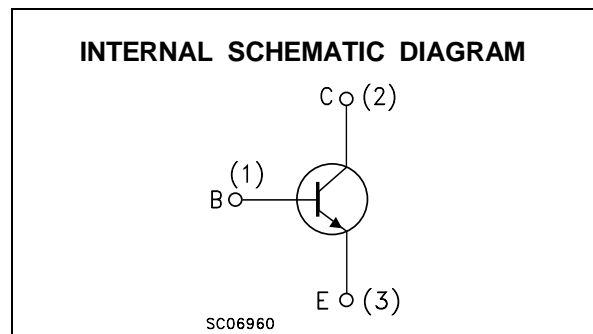 INTERNAL SCHEMATIC DIAGRAM
C (2)
(1)
B
E (3)
SC06960